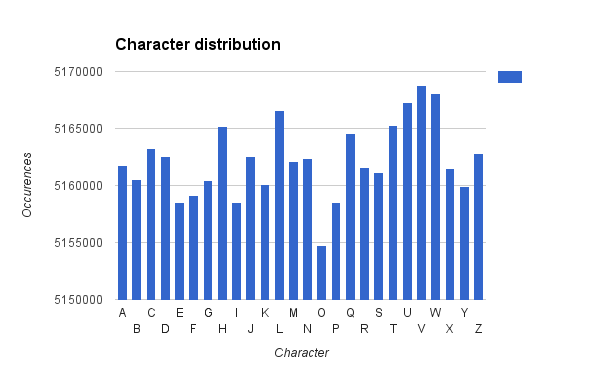 Character distribution
5170000
5165000
5160000
5155000
5150000
Occurences
A C E G I K M O Q S U W Y
B D F H J L N P R T V X Z
Character